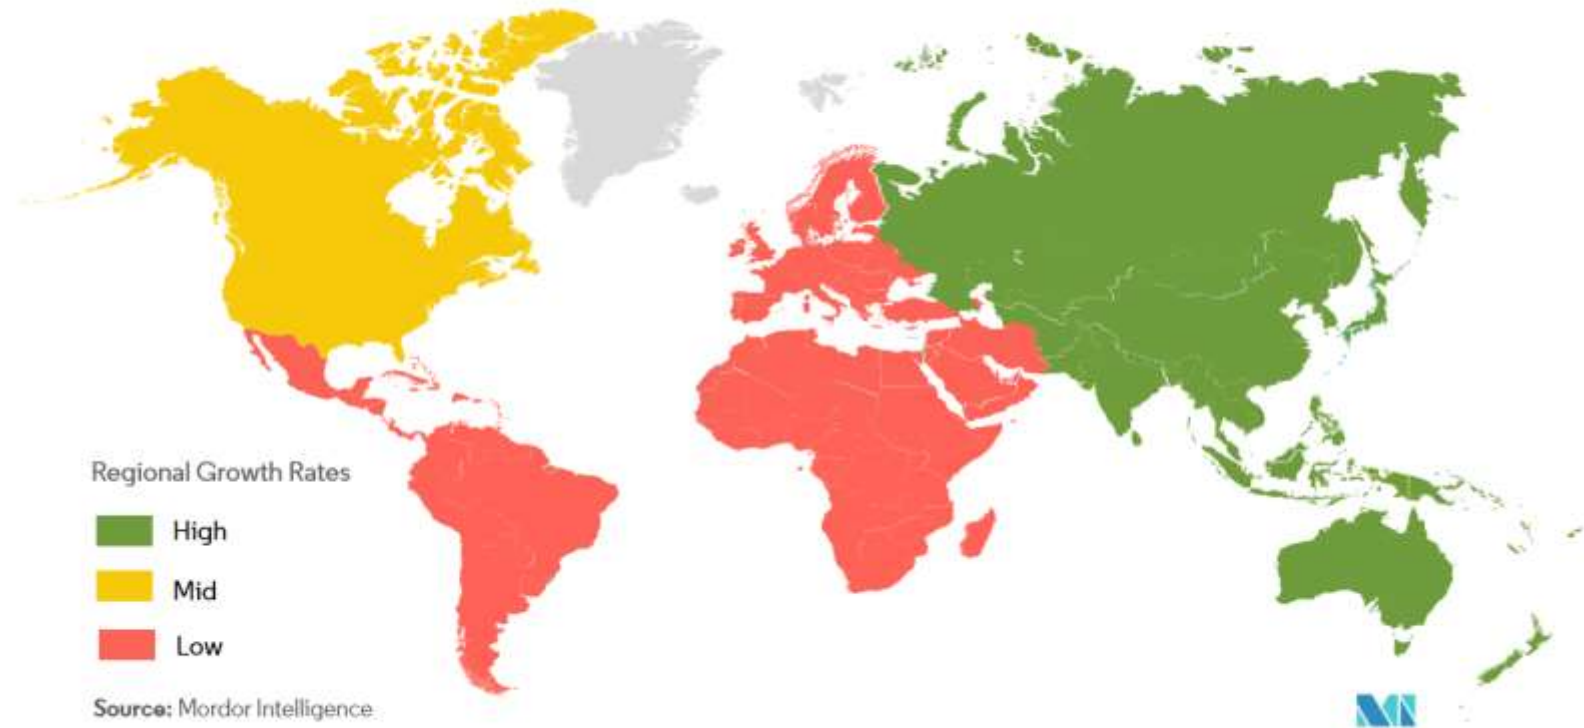 Regional Growth Rates
High
Mid
Low
Source: Mordor Intelligence